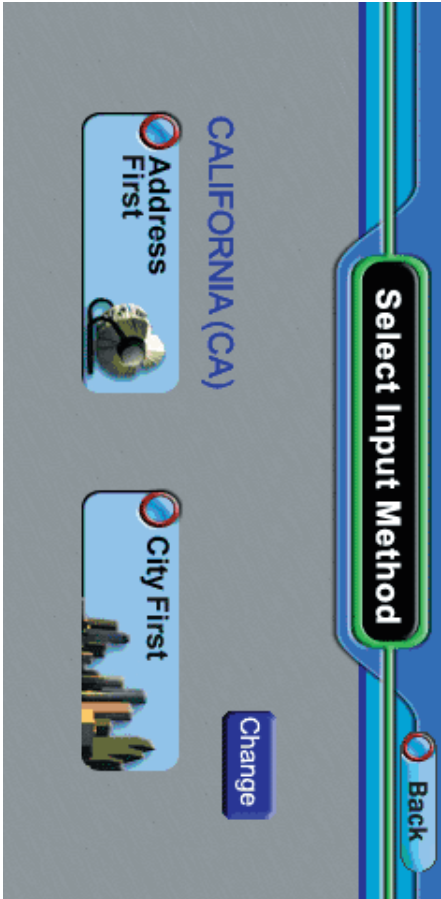 Select Input Method
Back
CALIFORNIA (CA)
Change
Address
First
City First